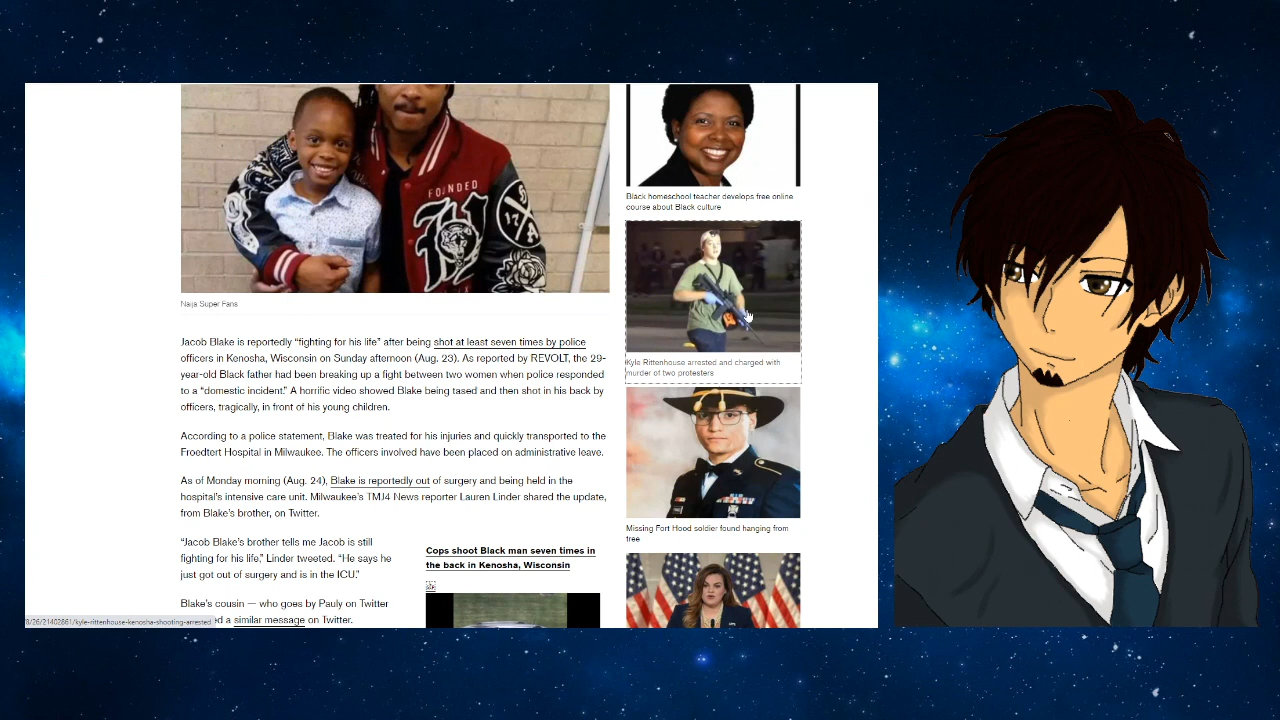 FOUNDED
H
17
A
Naija Super Fans
Jacob Blake is reportedly “fighting for his life” after being shot at least seven times by police
officers in Kenosha, Wisconsin on Sunday afternoon (Aug. 23). As reported by REVOLT, the 29-
year-old Black father had been breaking up a fight between two women when police responded
to a “domestic incident.” A horrific video showed Blake being tased and then shot in his back by
officers, tragically, in front of his young children.
According to a police statement, Blake was treated for his injuries and quickly transported to the
Froedtert Hospital in Milwaukee. The officers involved have been placed on administrative leave.
As of Monday morning (Aug. 24), Blake is reportedly out of surgery and being held in the
hospital’s intensive care unit. Milwaukee’s TMJ4 News reporter Lauren Linder shared the update,
from Blake’s brother, on Twitter.
“Jacob Blake’s brother tells me Jacob is still
fighting for his life,” Linder tweeted. “He says he
just got out of surgery and is in the ICU.”
Blake’s cousin — who goes by Pauly on Twitter
d a similar message on Twitter.
Cops shoot Black man seven times in
the back in Kenosha, Wisconsin
Black homeschool teacher develops free online
course about Black culture
Kyle Rittenhouse arrested and charged with
murder of two protesters
Missing Fort Hood soldier found hanging from
tree
8/26/21402861/kyle-rittenhouse-kenosha-shooting-arrested